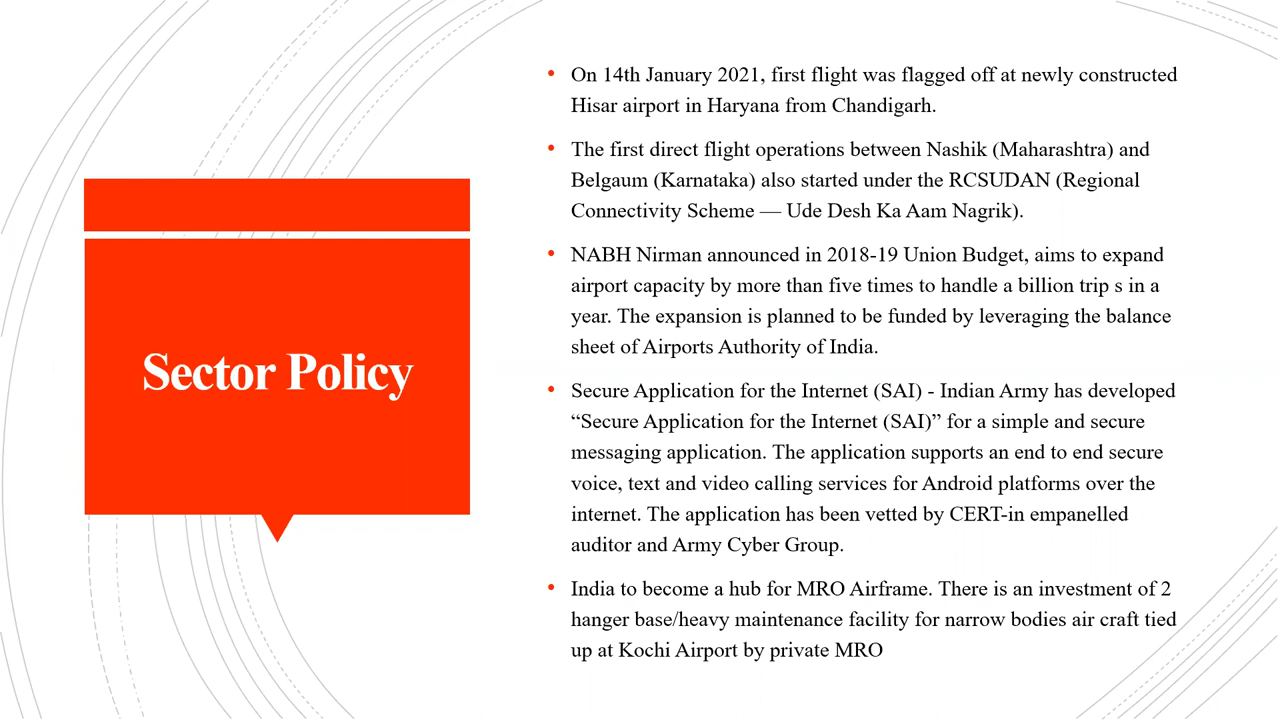 Sector Policy
• On 14th January 2021, first flight was flagged off at newly constructed
Hisar airport in Haryana from Chandigarh.
• The first direct flight operations between Nashik (Maharashtra) and
Belgaum (Karnataka) also started under the RCSUDAN (Regional
Connectivity Scheme — Ude Desh Ka Aam Nagrik).
• NABH Nirman announced in 2018-19 Union Budget, aims to expand
airport capacity by more than five times to handle a billion trip s in a
year. The expansion is planned to be funded by leveraging the balance
sheet of Airports Authority of India.
• Secure Application for the Internet (SAI) - Indian Army has developed
“Secure Application for the Internet (SAI)” for a simple and secure
messaging application. The application supports an end to end secure
voice, text and video calling services for Android platforms over the
internet. The application has been vetted by CERT-in empanelled
auditor and Army Cyber Group.
• India to become a hub for MRO Airframe. There is an investment of 2
hanger base/heavy maintenance facility for narrow bodies air craft tied
up at Kochi Airport by private MRO